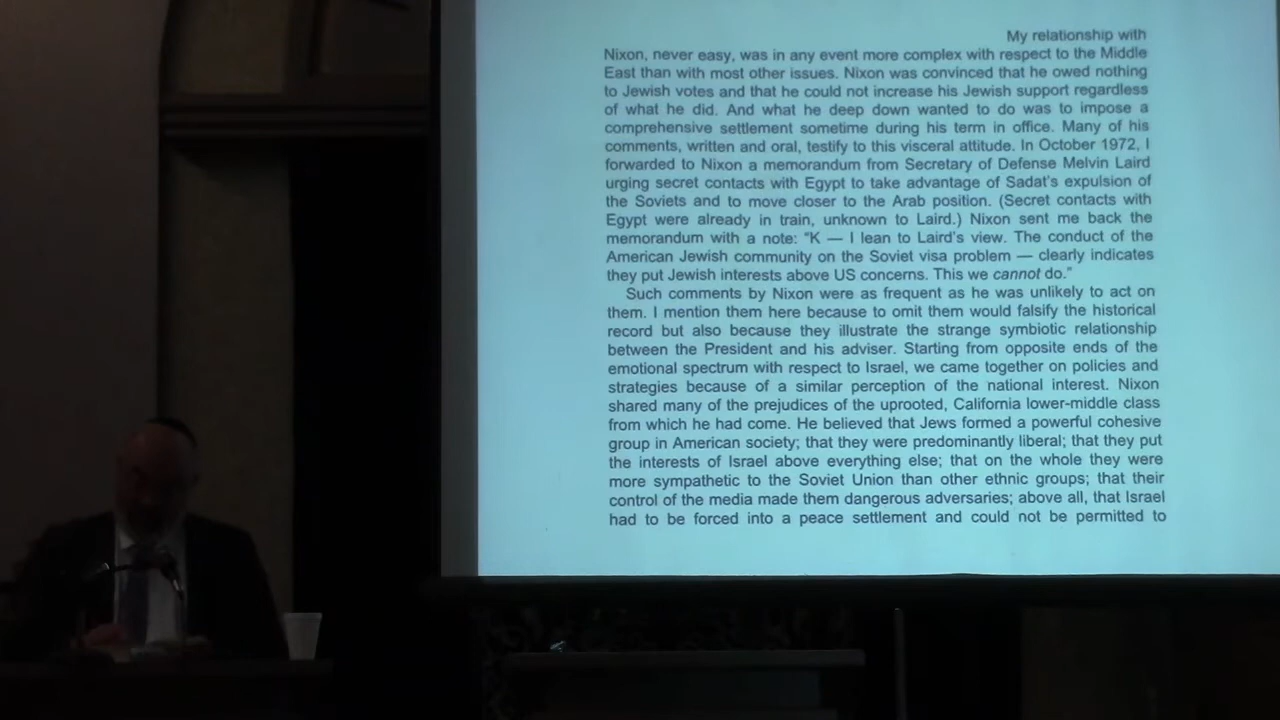 My relationship with
Nixon, never easy, was in any event more complex with respect to the Middle
East than with most other issues. Nixon was convinced that he owed nothing
to Jewish votes and that he could not increase his Jewish support regardless
of what he did. And what he deep down wanted to do was to impose a
comprehensive settlement sometime during his term in office. Many of his
comments, written and oral, testify to this visceral attitude. In October 1972, I
forwarded to Nixon a memorandum from Secretary of Defense Melvin Laird
urging secret contacts with Egypt to take advantage of Sadat's expulsion of
the Soviets and to move closer to the Arab position. (Secret contacts with
Egypt were already in train, unknown to Laird.) Nixon sent me back the
memorandum with a note: “K — I lean to Laird's view. The conduct of the
American Jewish community on the Soviet visa problem — clearly indicates
they put Jewish interests above US concerns. This we cannot do.”
Such comments by Nixon were as frequent as he was unlikely to act on
them. I mention them here because to omit them would falsify the historical
record but also because they illustrate the strange symbiotic relationship
between the President and his adviser. Starting from opposite ends of the
emotional spectrum with respect to Israel, we came together on policies and
strategies because of a similar perception of the national interest. Nixon
shared many of the prejudices of the uprooted, California lower-middle class
from which he had come. He believed that Jews formed a powerful cohesive
group in American society; that they were predominantly liberal; that they put
the interests of Israel above everything else; that on the whole they were
more sympathetic to the Soviet Union than other ethnic groups; that their
control of the media made them dangerous adversaries; above all, that Israel
had to be forced into a peace settlement and could not be permitted to